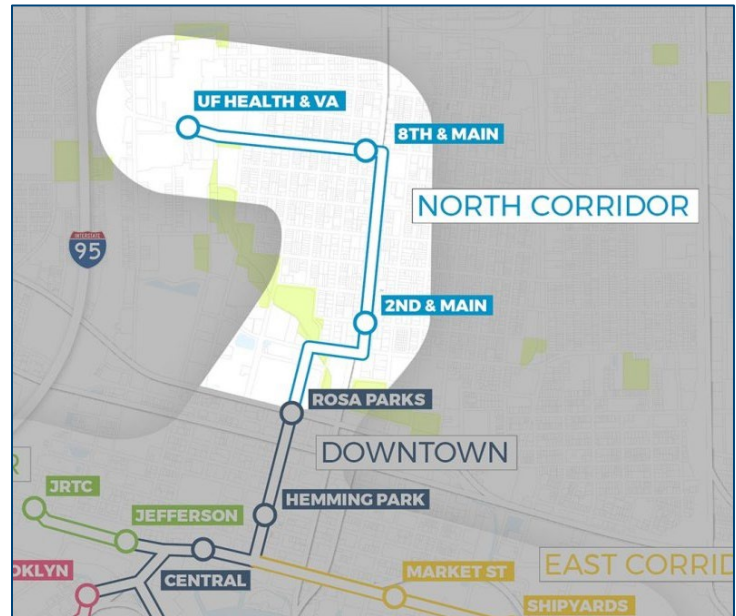 UF HEALTH & VA
8TH & MAIN
NORTH CORRIDOR
INTERSTATE
95
2ND & MAIN
ROSA PARKS
DOWNTOWN
R
HEMMING PARK
JRTC
JEFFERSON
OKLYN
CENTRAL
MARKET ST
EAST CORRID
SHIPYARDS